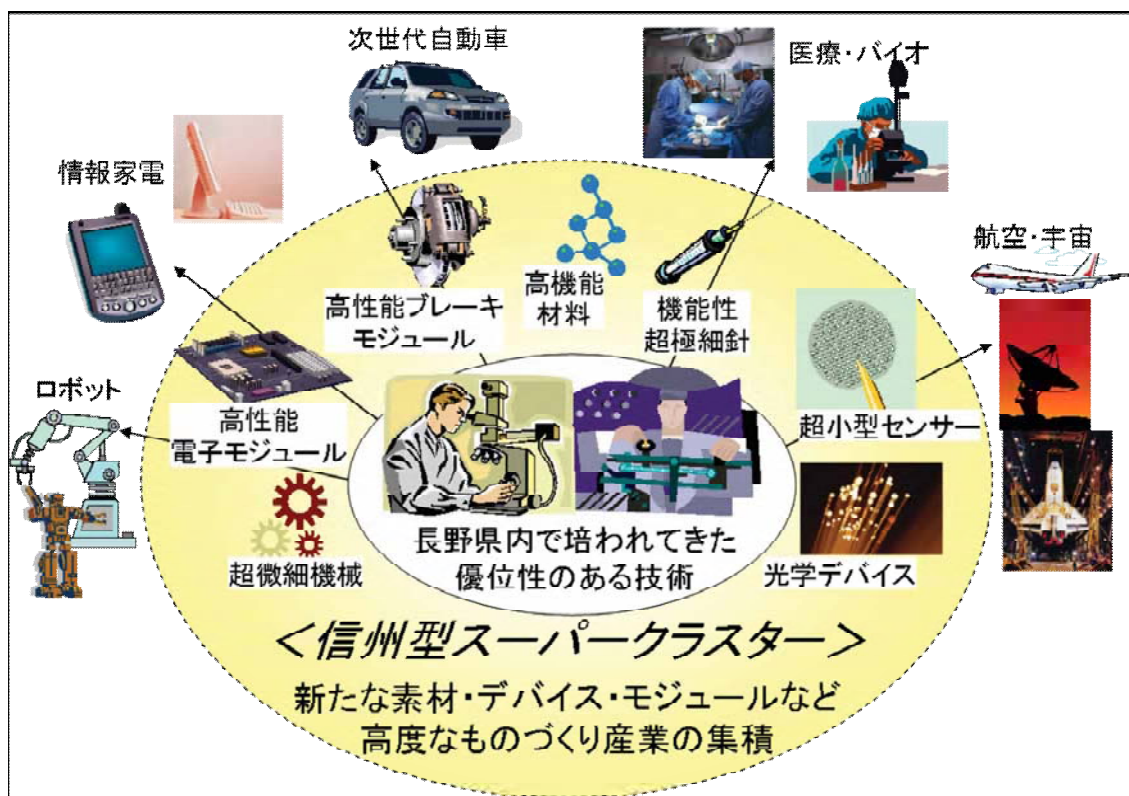 次世代自動車
医療・バイオ
情報家電
航空・宇宙
高性能ブレーキ
モジュール
高機能
材料
機能性
超極細針
ロボット
高性能
電子モジュール
超小型センサー
超微細機械
長野県内で培われてきた
優位性のある技術
光学デバイス
＜信州型スーパークラスター＞
新たな素材・デバイス・モジュールなど
高度なものづくり産業の集積